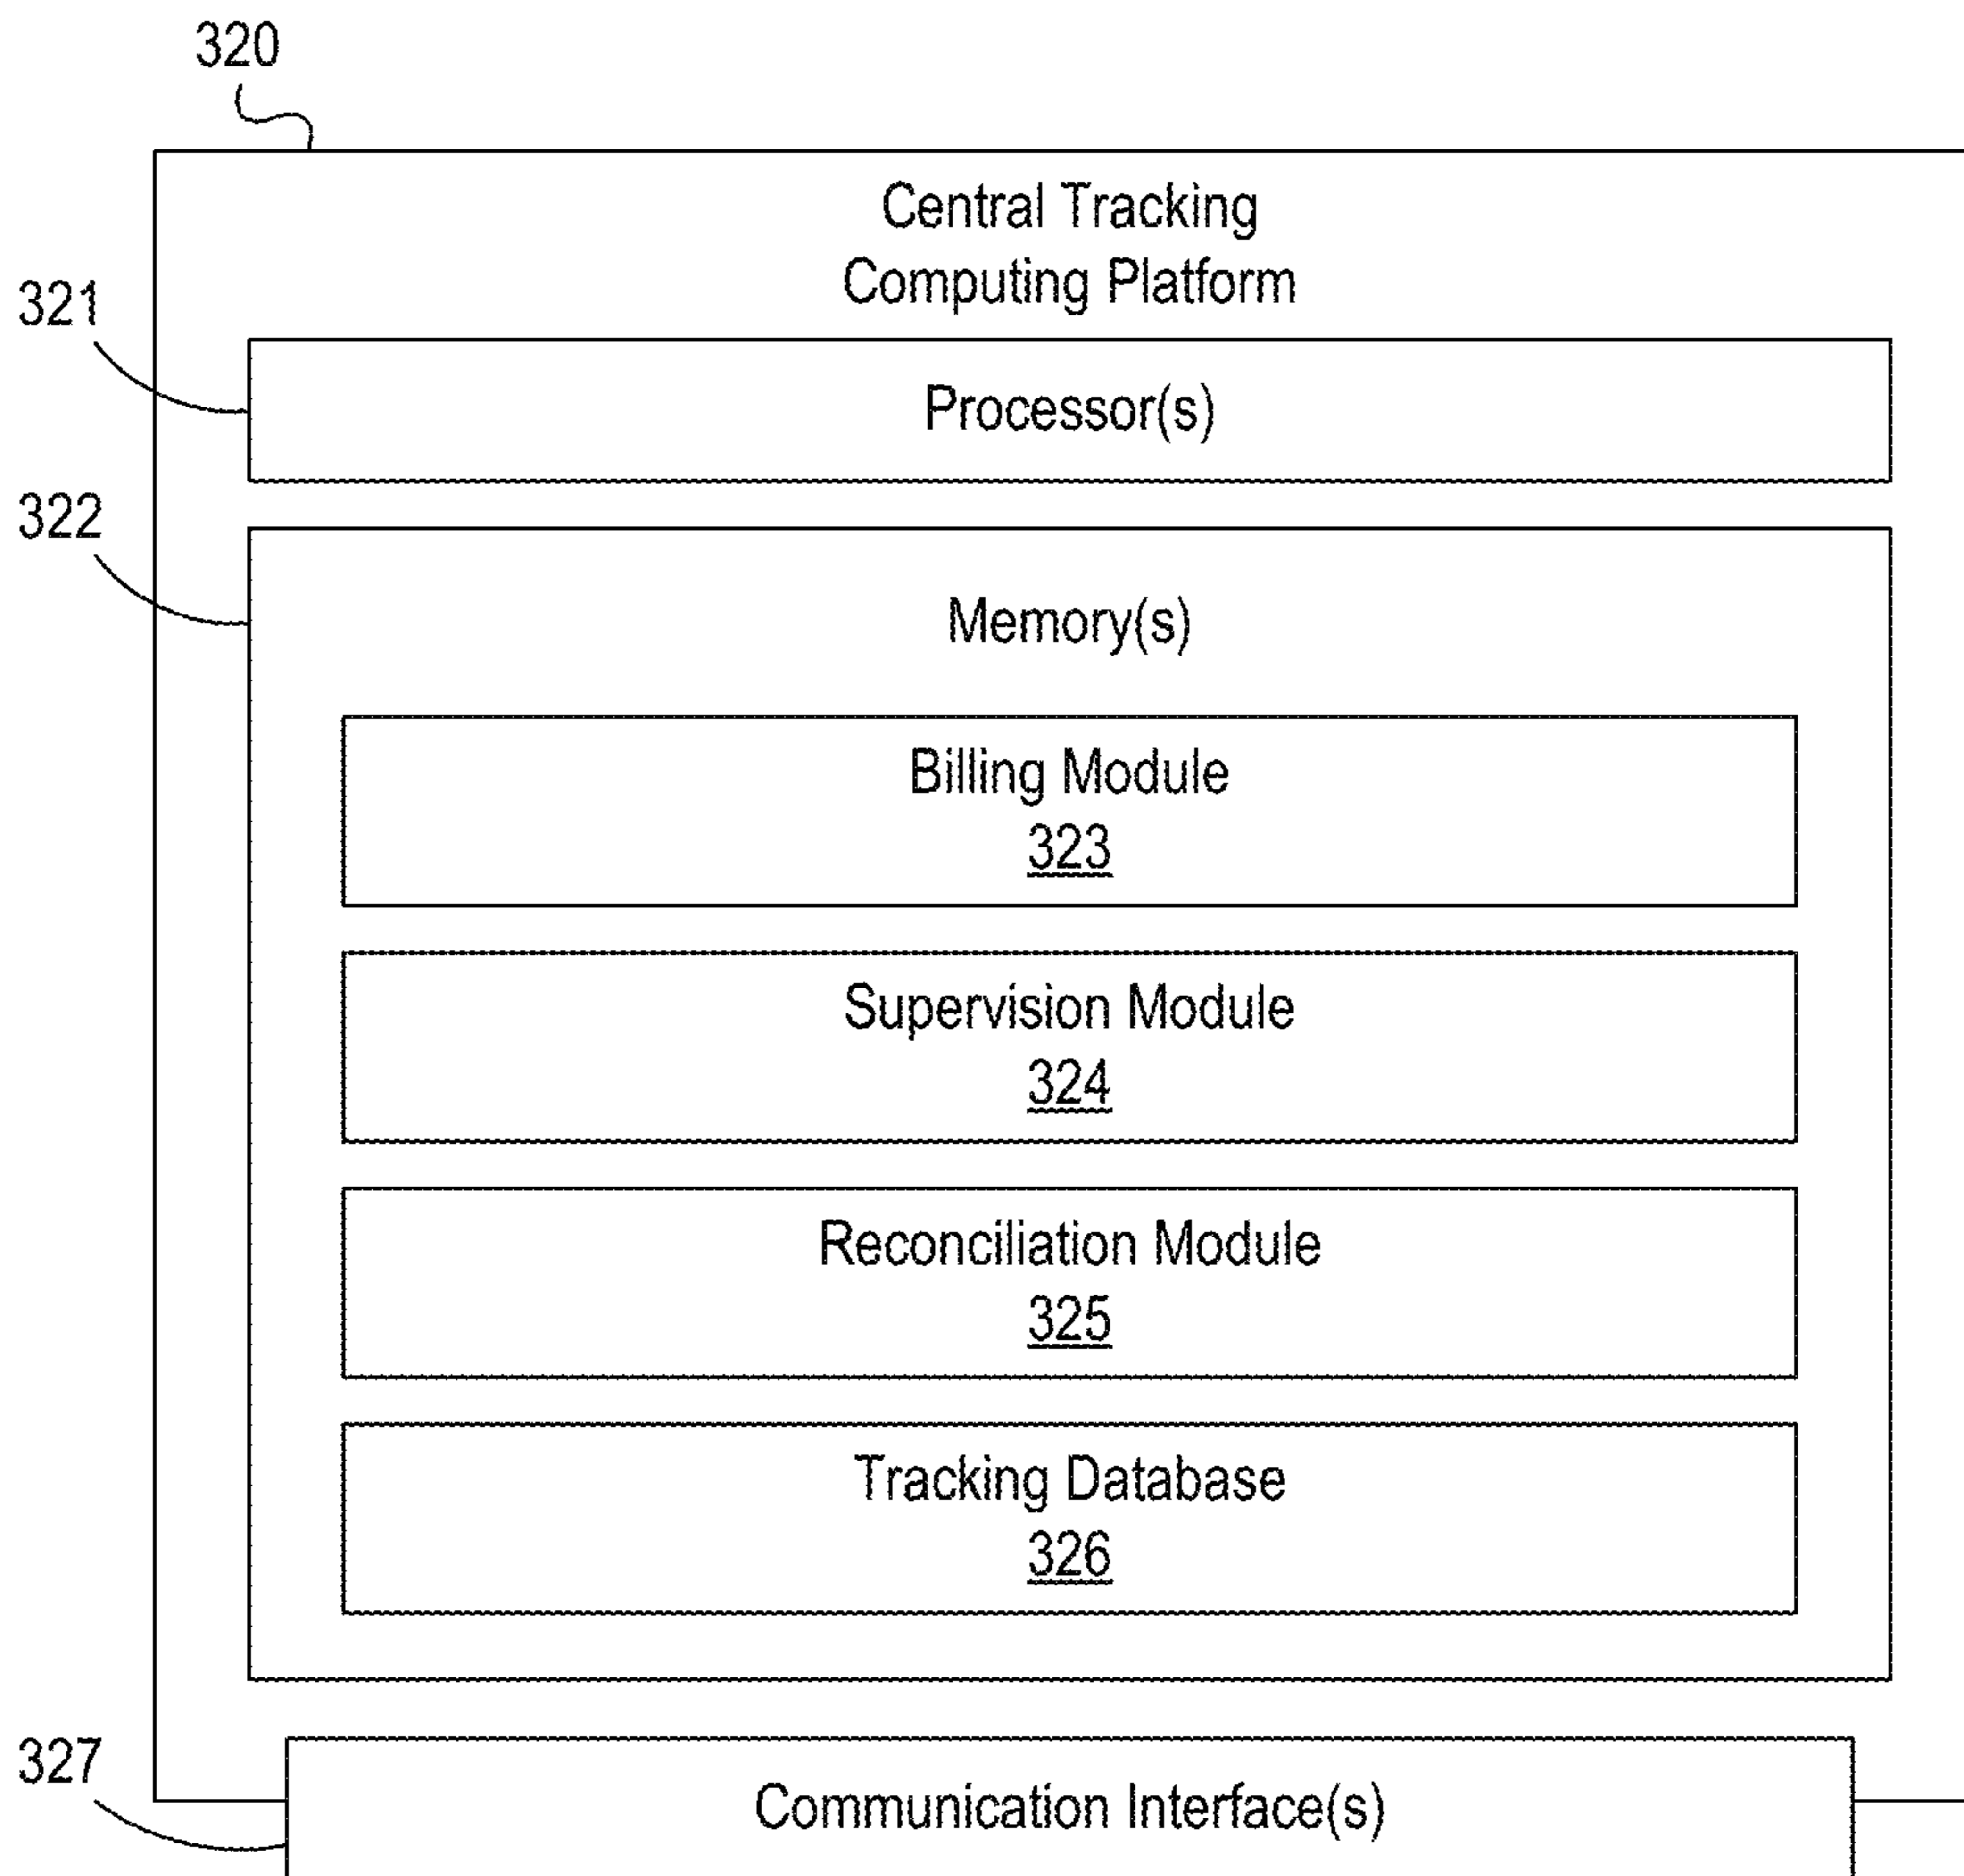 320
Central Tracking
Computing Platform
321
Processor(s)
322
Memory(s)
Billing Module
323
Supervision Module
324
Reconciliation Module
325
Tracking Database
326
327
Communication Interface(s)